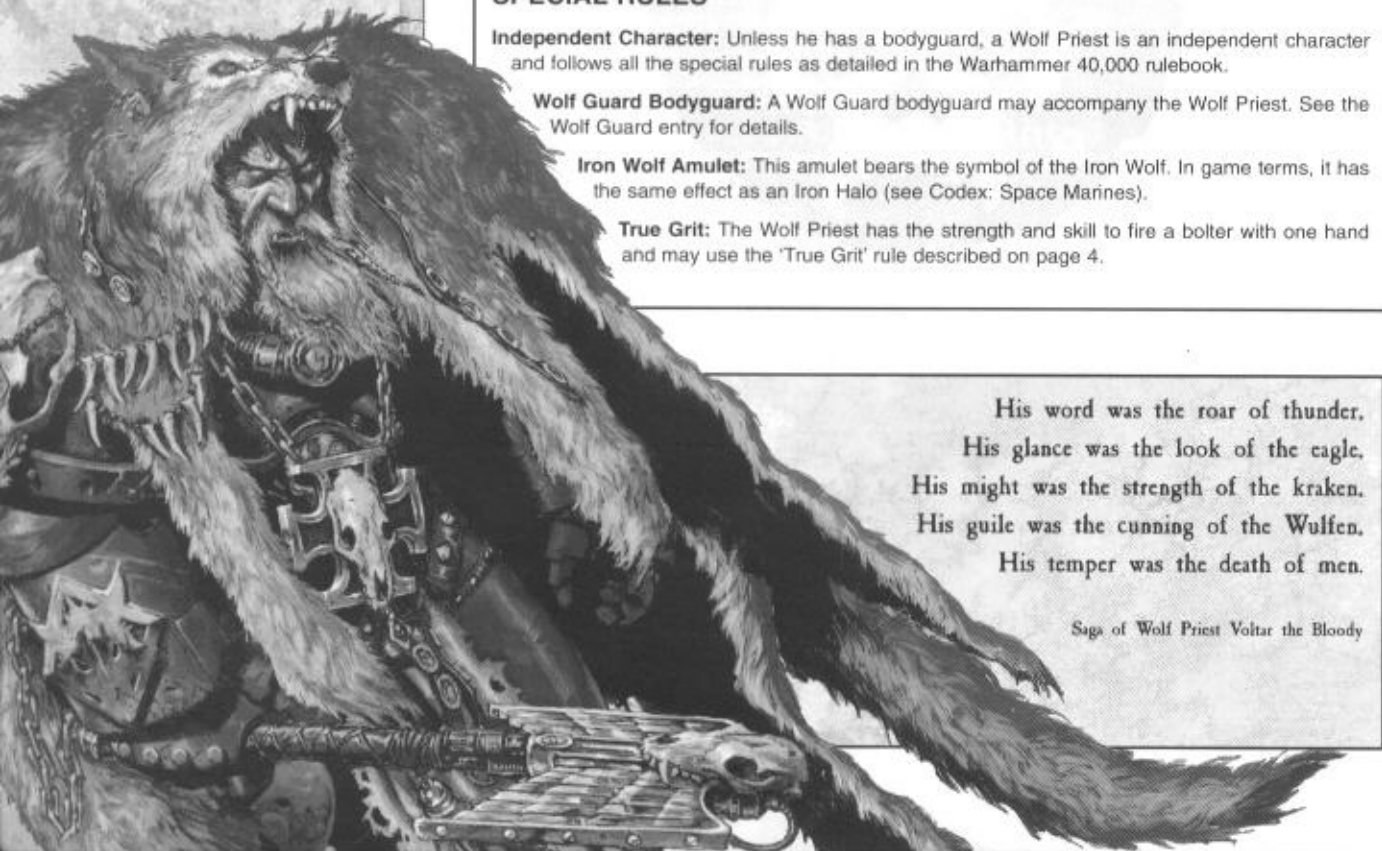 SPECIAL RULES
Independent Character: Unless he has a bodyguard, a Wolf Priest is an independent character
and follows all the special rules as detailed in the Warhammer 40,000 rulebook.
Wolf Guard Bodyguard: A Wolf Guard bodyguard may accompany the Wolf Priest. See the
Wolf Guard entry for details.
Iron Wolf Amulet: This amulet bears the symbol of the Iron Wolf. In game terms, it has
the same effect as an Iron Halo (see Codex: Space Marines).
True Grit: The Wolf Priest has the strength and skill to fire a bolter with one hand
and may use the 'True Grit' rule described on page 4.
His word was the roar of thunder,
His glance was the look of the eagle,
His might was the strength of the kraken,
His guile was the cunning of the Wulfen,
His temper was the death of men.
Saga of Wolf Priest Voltar the Bloody